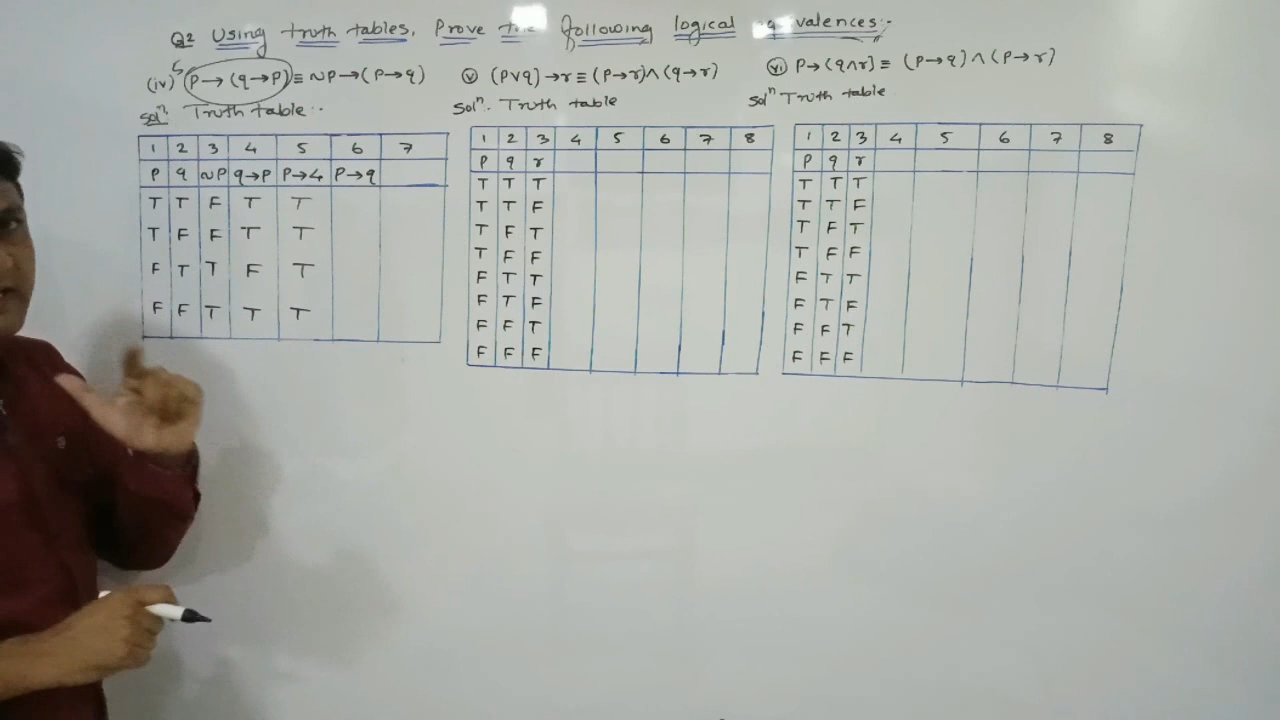 Q2 Using truth tables, Prove the following logical
5
(iv) P→(q→P)≡∼P→(P→q)
Solⁿ: Truth table:-
1 2 3 4 5 6 7
P q ∼P q→P P→4 P→q
T T F T T
T F F T T
F T T F T
F F T T T
(v) (P∨q)→r≡(P→r)∧(q→r)
Solⁿ. Truth table
1 2 3 4 5 6 7 8
P q r
T T T
T T F
T F T
T F F
F T T
F T F
F F T
F F F
(vi) P→(q∧r]≡ (P→q)∧(P→r)
Solⁿ Truth table
1 2 3 4 5 6 7 8
P q r
T T T
T T F
T F T
T F F
F T T
F T F
F F T
F F F